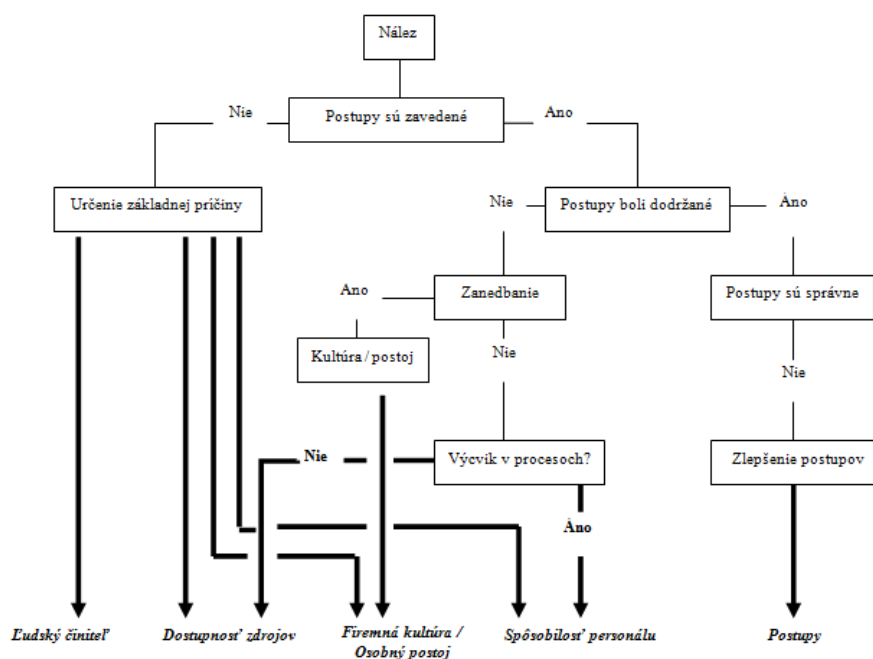 Nález
Nie
Postupy sú zavedené
Ano
Určenie základnej príčiny
Nie
Postupy boli dodržané
Áno
Ano
Zanedbanie
Postupy sú správne
Kultúra / postoj
Nie
Nie
Nie
Výcvik v procesoch?
Zlepšenie postupov
Áno
Ľudský činiteľ
Dostupnosť zdrojov
Firemná kultúra /
Osobný postoj
Spôsobilosť personálu
Postupy